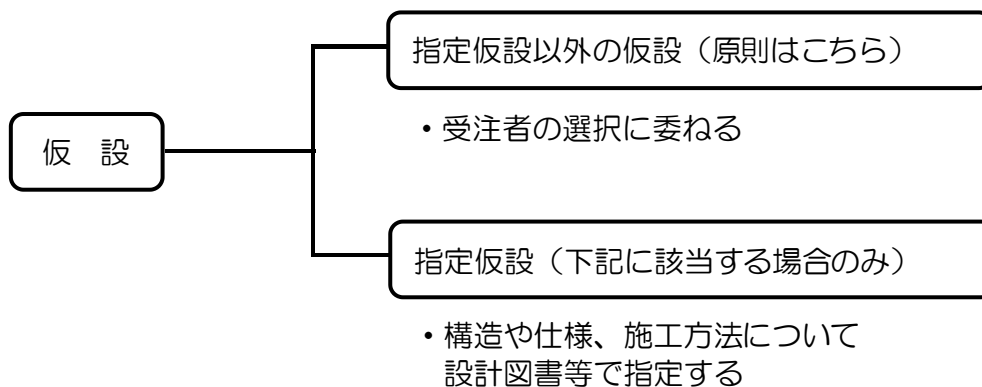 指定仮設以外の仮設（原則はこちら）
・受注者の選択に委ねる
仮　設
指定仮設（下記に該当する場合のみ）
・構造や仕様、施工方法について
設計図書等で指定する